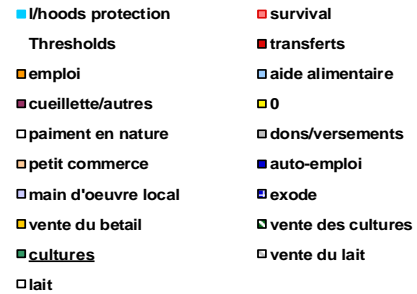 l/hoods protection survival
Thresholds transferts
emploi aide alimentaire
cueillette/autres 0
paiment en nature dons/versements
petit commerce auto-emploi
main d'oeuvre local exode
vente du betail vente des cultures
cultures vente du lait
lait